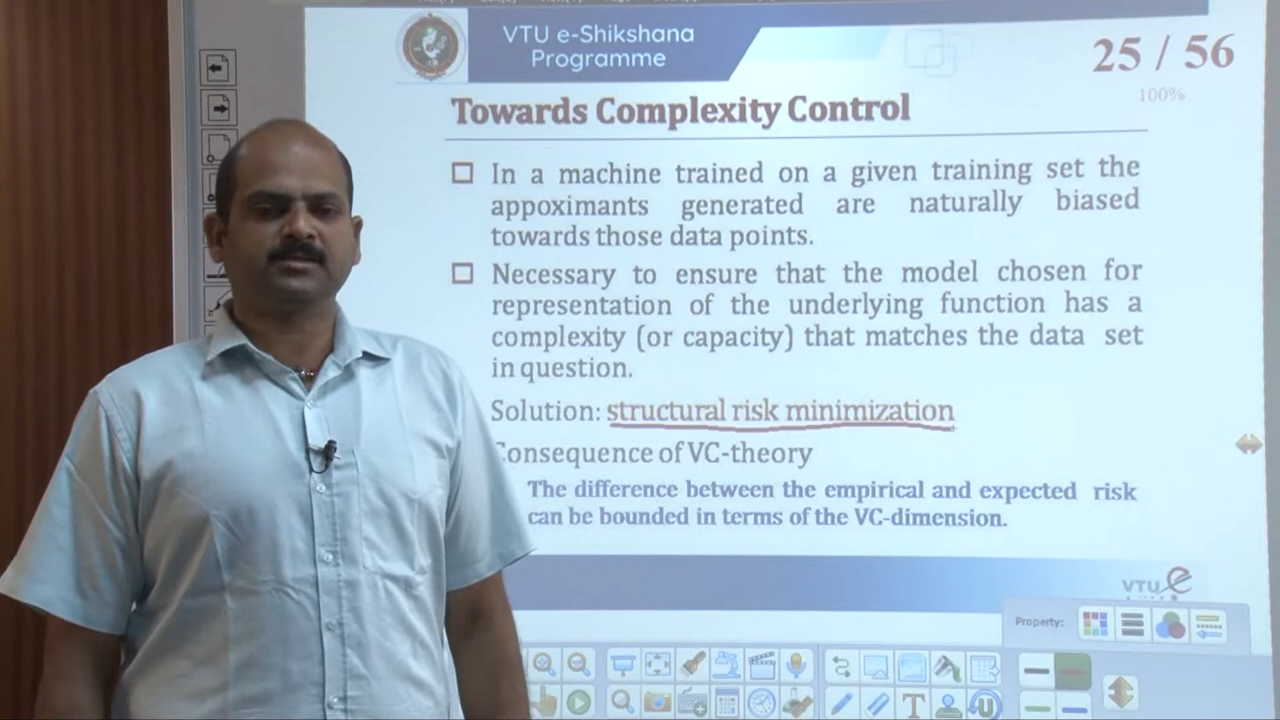 VTU e-Shikshana
Programme
25 / 56
100%
Towards Complexity Control
In a machine trained on a given training set the
appoximants generated are naturally biased
towards those data points.
Necessary to ensure that the model chosen for
representation of the underlying function has a
complexity (or capacity) that matches the data set
in question.
Solution: structural risk minimization
Consequence of VC-theory
The difference between the empirical and expected risk
can be bounded in terms of the VC-dimension.
VTU e
Property: